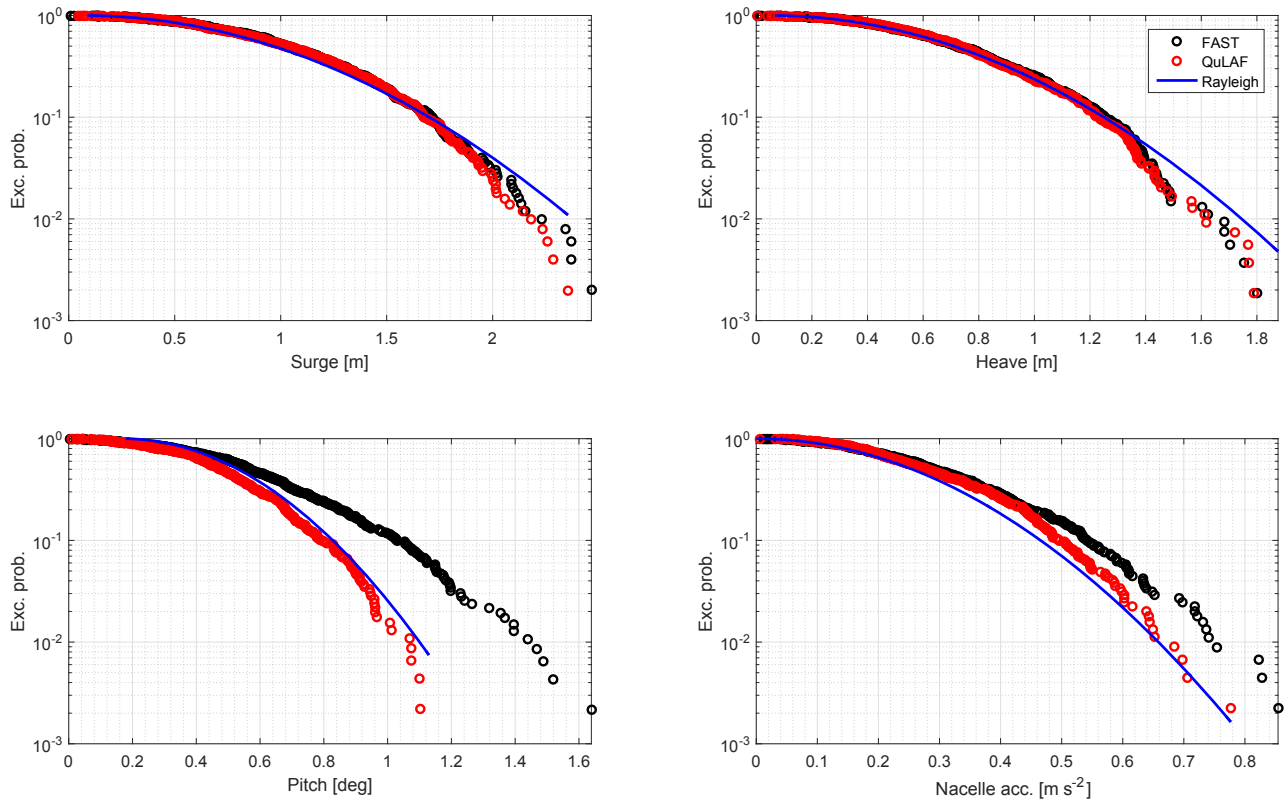 10^0
10^-1
10^-2
10^-3
Exc. prob.
0 0.5 1 1.5 2
Surge [m]
10^0
10^-1
10^-2
10^-3
Exc. prob.
FAST
QuLAF
Rayleigh
0 0.2 0.4 0.6 0.8 1 1.2 1.4 1.6 1.8
Heave [m]
10^0
10^-1
10^-2
10^-3
Exc. prob.
0 0.2 0.4 0.6 0.8 1 1.2 1.4 1.6
Pitch [deg]
10^0
10^-1
10^-2
10^-3
Exc. prob.
0 0.1 0.2 0.3 0.4 0.5 0.6 0.7 0.8
Nacelle acc. [m s^-2]